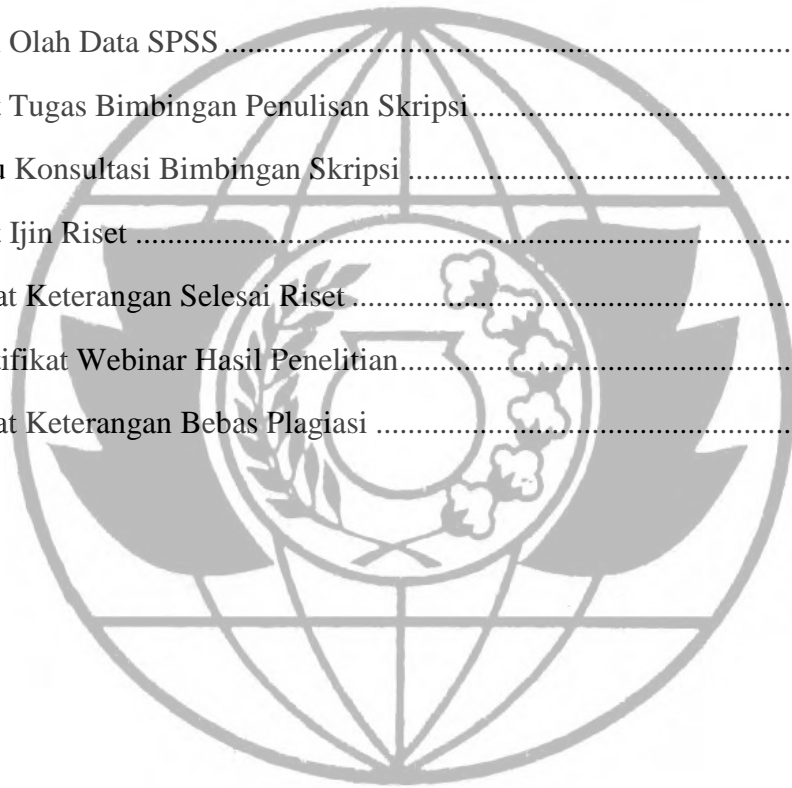 Olah Data SPSS ....................................................................
Tugas Bimbingan Penulisan Skripsi ........................................
Konsultasi Bimbingan Skripsi ................................................
Ijin Riset ..................................................................................
Keterangan Selesai Riset .......................................................
Webinar Hasil Penelitian .................................................
Keterangan Bebas Plagiasi ....................................................